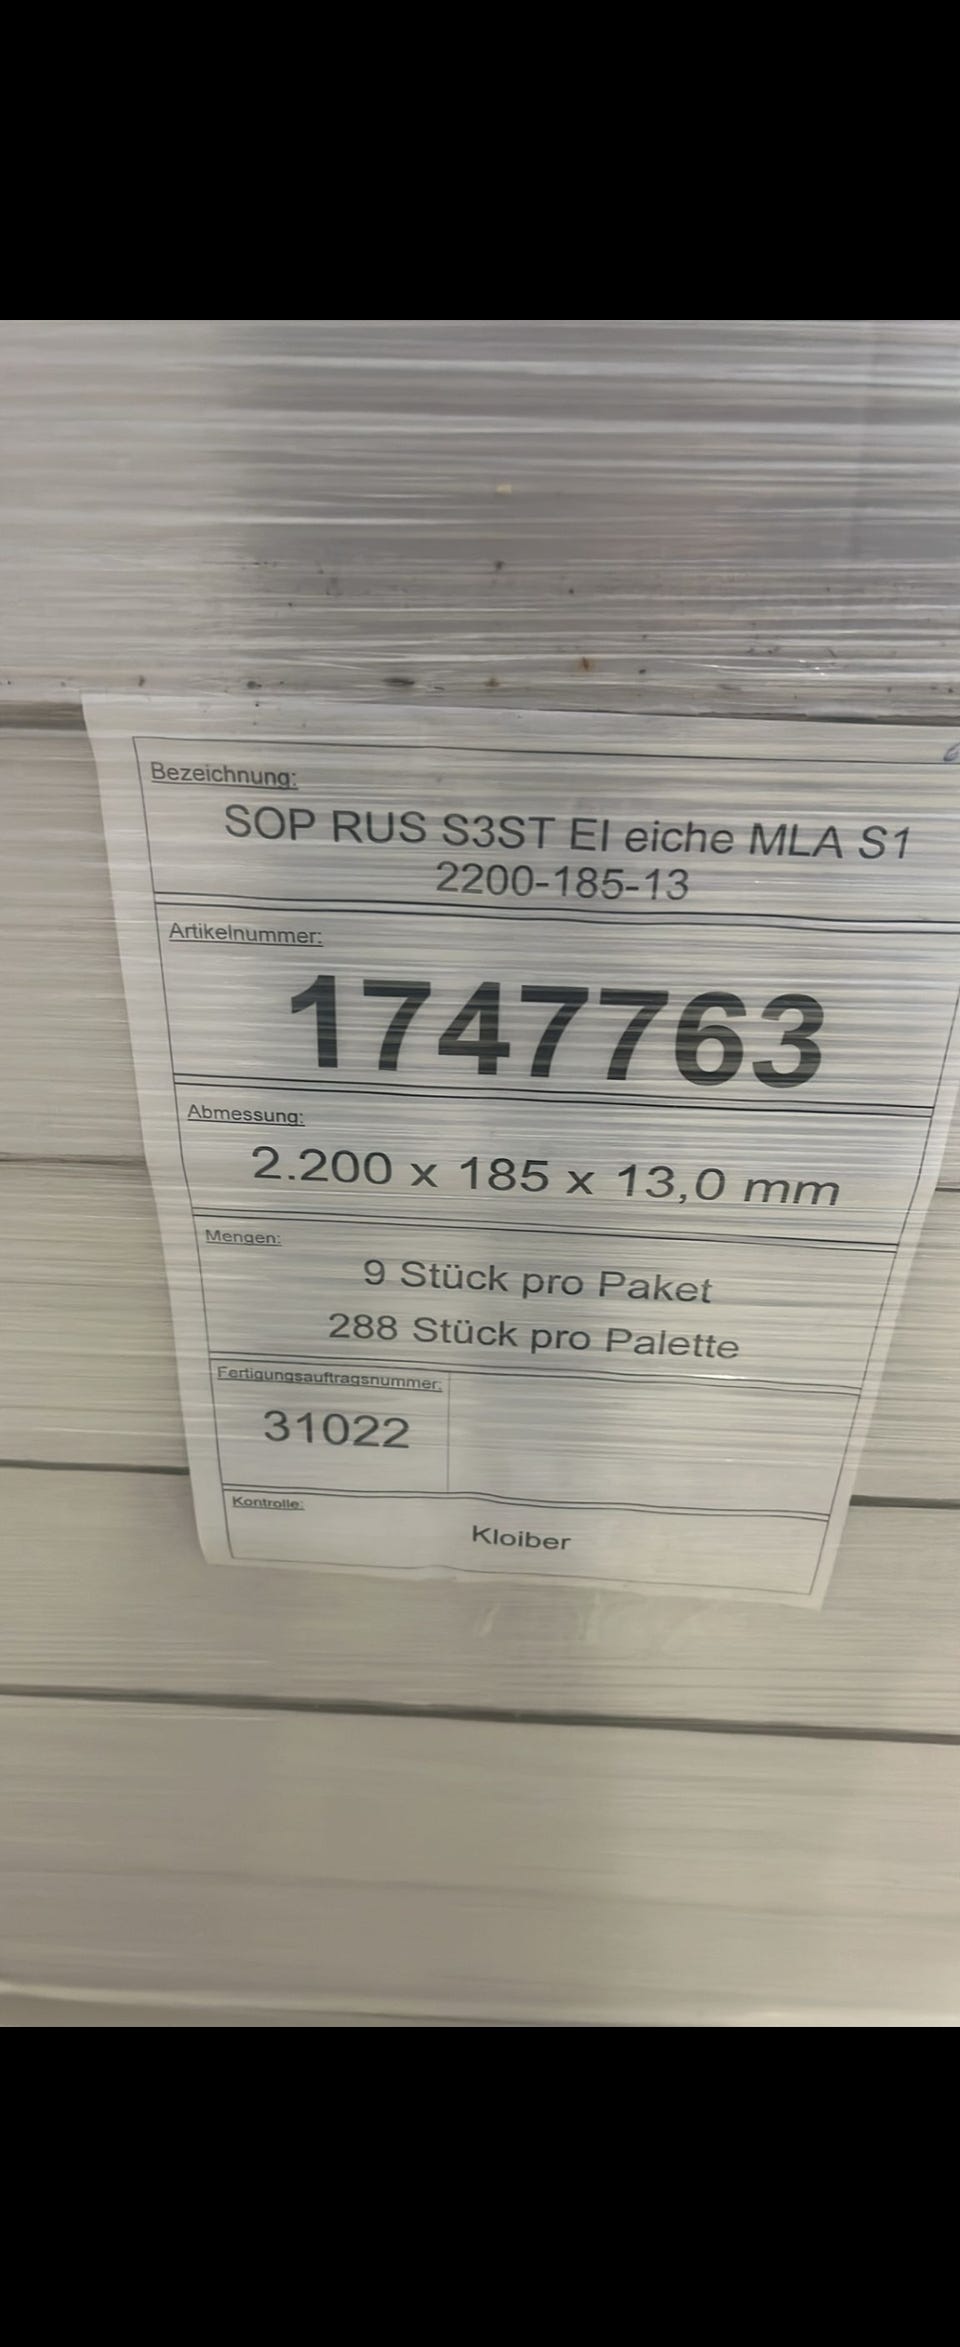 Bezeichnung:
SOP RUS S3ST EI eiche MLA S1
2200-185-13
Artikelnummer:
1747763
Abmessung:
2.200 x 185 x 13,0 mm
Mengen:
9 Stück pro Paket
288 Stück pro Palette
Fertigungsauftragsnummer:
31022
Kontrolle:
Kloiber